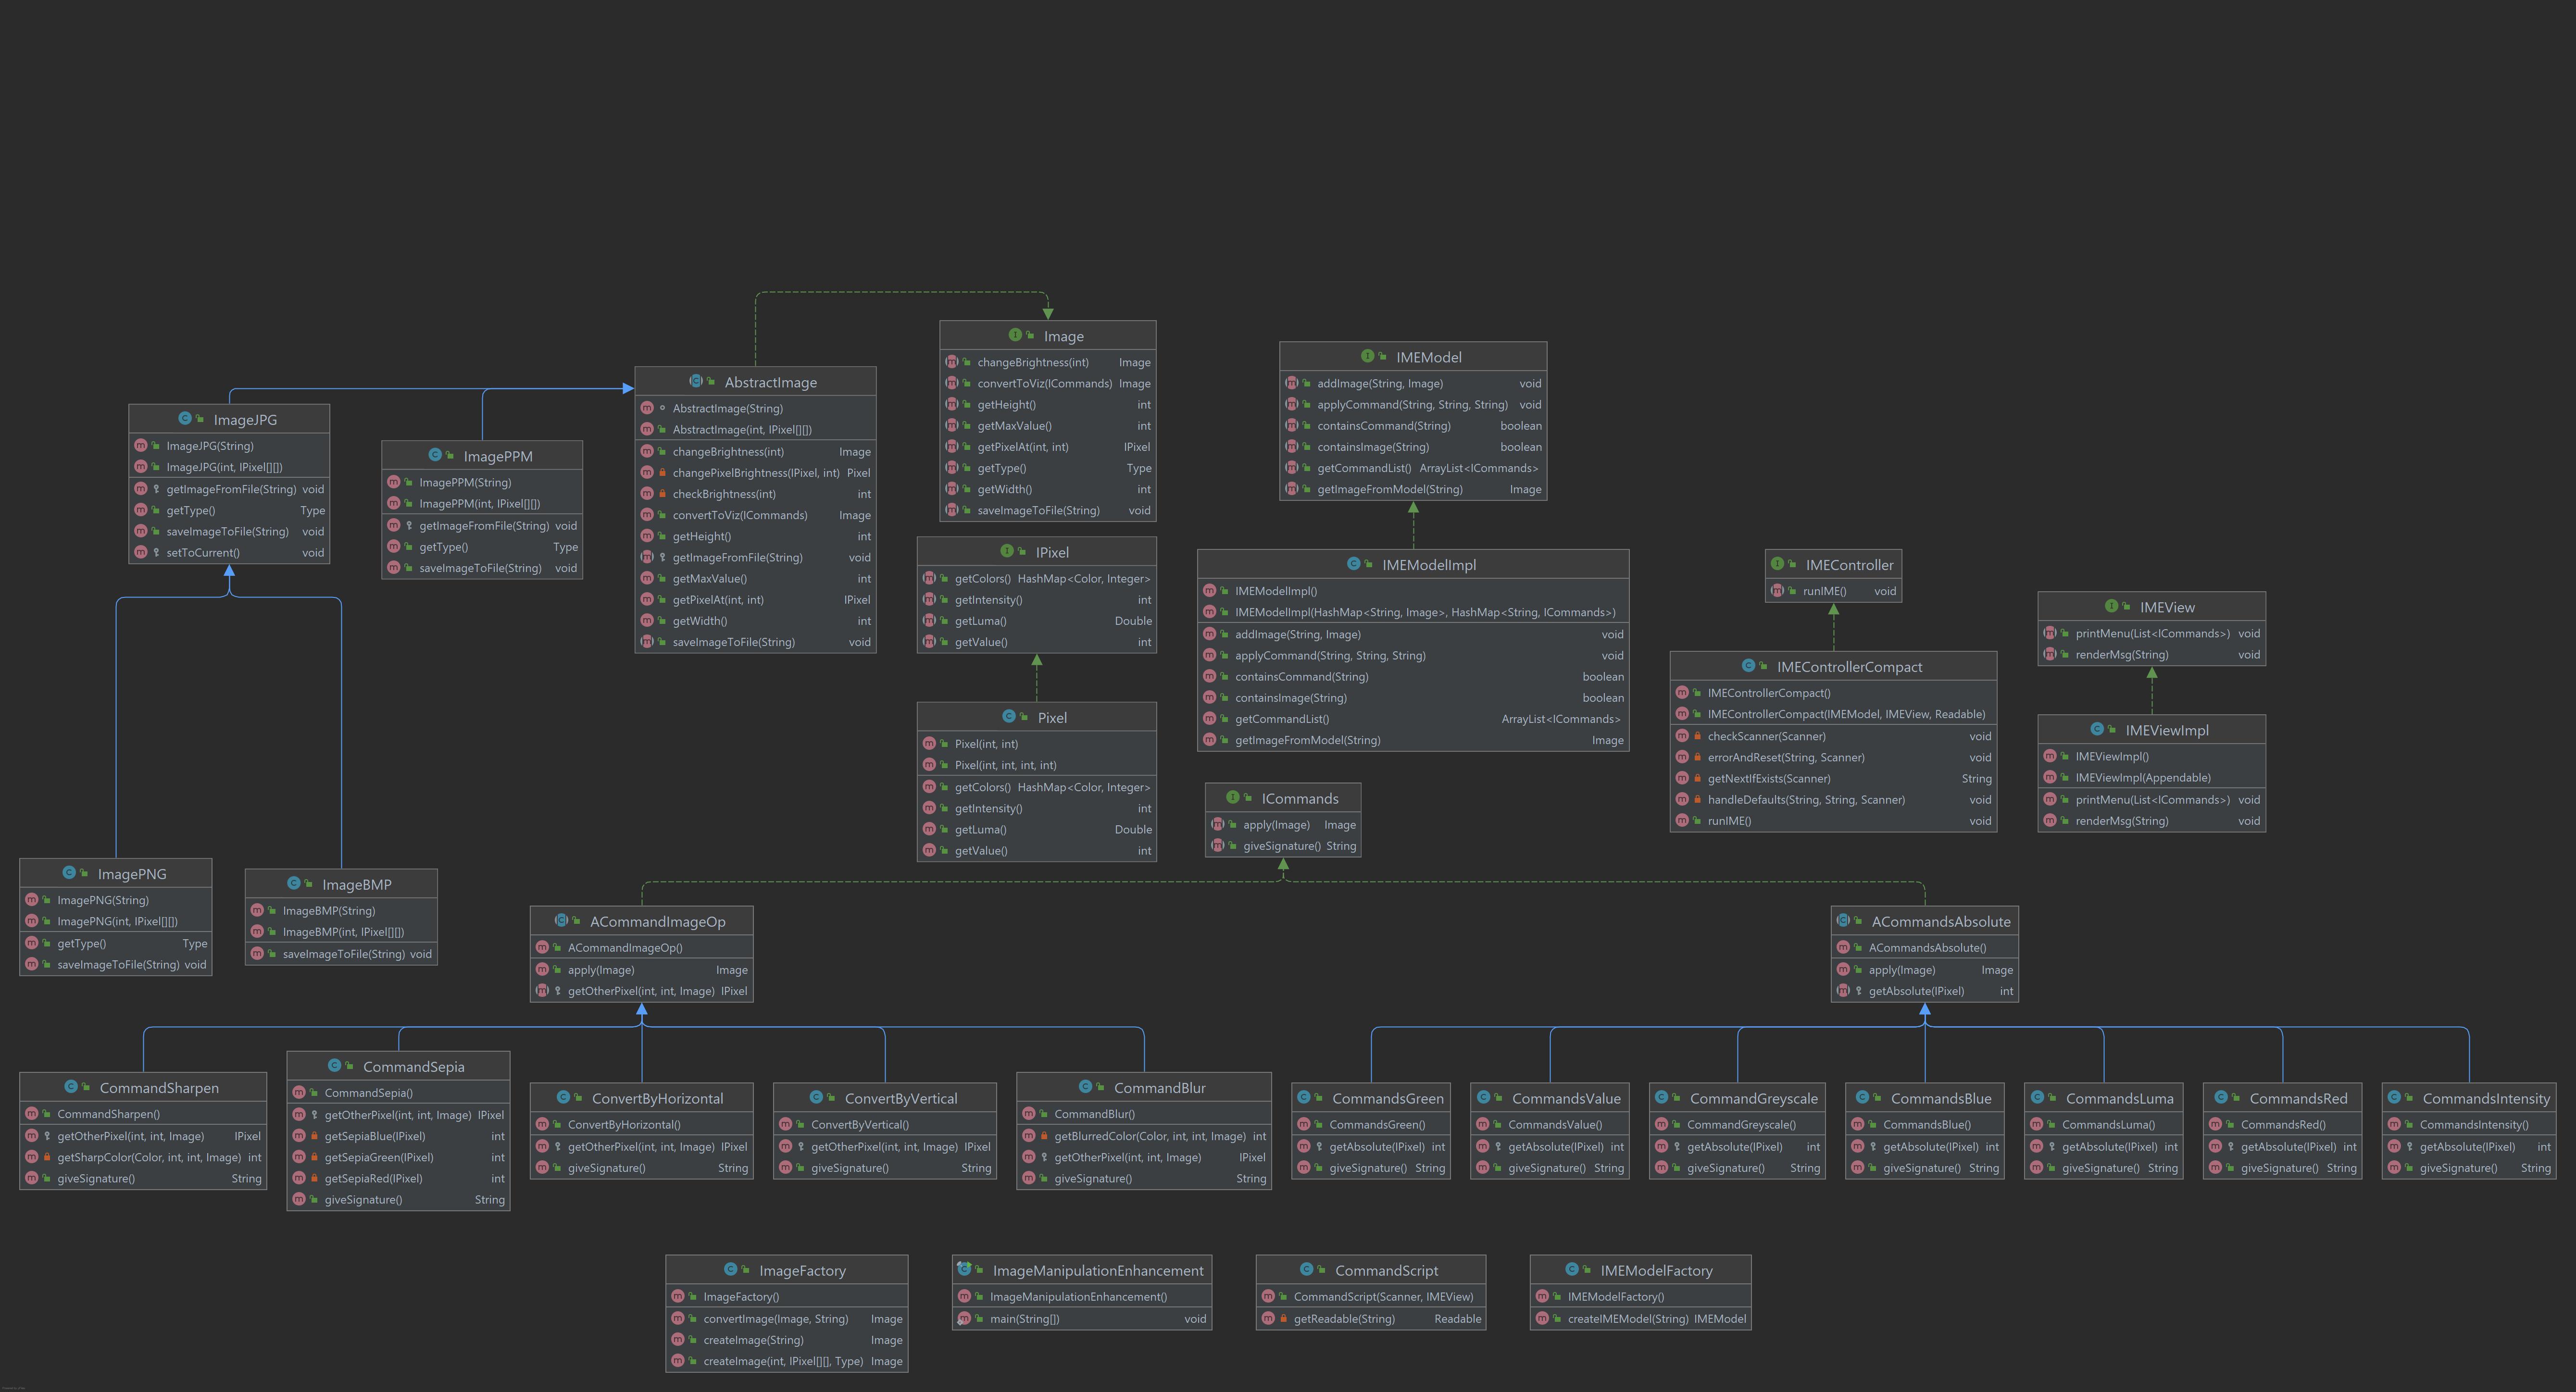 Image
changeBrightness(int) Image
convertToViz(ICommands) Image
getHeight() int
getMaxValue() int
getPixelAt(int, int) IPixel
getType() Type
getWidth() int
saveImageToFile(String) void
IMEModel
addImage(String, Image) void
applyCommand(String, String, String) void
containsCommand(String) boolean
containsImage(String) boolean
getCommandList() ArrayList<ICommands>
getImageFromModel(String) Image
AbstractImage
AbstractImage(String)
AbstractImage(int, IPixel[][])
changeBrightness(int) Image
changePixelBrightness(IPixel, int) Pixel
checkBrightness(int) int
convertToViz(ICommands) Image
getHeight() int
getImageFromFile(String) void
getMaxValue() int
getPixelAt(int, int) IPixel
getWidth() int
saveImageToFile(String) void
ImageJPG
ImageJPG(String)
ImageJPG(int, IPixel[][])
getImageFromFile(String) void
getType() Type
saveImageToFile(String) void
setToCurrent() void
ImagePPM
ImagePPM(String)
ImagePPM(int, IPixel[][])
getImageFromFile(String) void
getType() Type
saveImageToFile(String) void
IPixel
getColors() HashMap<Color, Integer>
getIntensity() int
getLuma() Double
getValue() int
IMEModelImpl
IMEModelImpl()
IMEModelImpl(HashMap<String, Image>, HashMap<String, ICommands>)
addImage(String, Image) void
applyCommand(String, String, String) void
containsCommand(String) boolean
containsImage(String) boolean
getCommandList() ArrayList<ICommands>
getImageFromModel(String) Image
IMEController
runIME() void
IMEView
printMenu(List<ICommands>) void
renderMsg(String) void
IMEControllerCompact
IMEControllerCompact()
IMEControllerCompact(IMEModel, IMEView, Readable)
checkScanner(Scanner) void
errorAndReset(String, Scanner) void
getNextIfExists(Scanner) String
handleDefaults(String, String, Scanner) void
runIME() void
Pixel
Pixel(int, int)
Pixel(int, int, int, int)
getColors() HashMap<Color, Integer>
getIntensity() int
getLuma() Double
getValue() int
IMEViewImpl
IMEViewImpl()
IMEViewImpl(Appendable)
printMenu(List<ICommands>) void
renderMsg(String) void
ICommands
apply(Image) Image
giveSignature() String
ImagePNG
ImagePNG(String)
ImagePNG(int, IPixel[][])
getType() Type
saveImageToFile(String) void
ImageBMP
ImageBMP(String)
ImageBMP(int, IPixel[][])
saveImageToFile(String) void
ACommandImageOp
ACommandImageOp()
apply(Image) Image
getOtherPixel(int, int, Image) IPixel
ACommandsAbsolute
ACommandsAbsolute()
apply(Image) Image
getAbsolute(IPixel) int
CommandSharpen
CommandSharpen()
getOtherPixel(int, int, Image) IPixel
getSharpColor(Color, int, int, Image) int
giveSignature() String
CommandSepia
CommandSepia()
getOtherPixel(int, int, Image) IPixel
getSepiaBlue(IPixel) int
getSepiaGreen(IPixel) int
getSepiaRed(IPixel) int
giveSignature() String
ConvertByHorizontal
ConvertByHorizontal()
getOtherPixel(int, int, Image) IPixel
giveSignature() String
ConvertByVertical
ConvertByVertical()
getOtherPixel(int, int, Image) IPixel
giveSignature() String
CommandBlur
CommandBlur()
getBlurredColor(Color, int, int, Image) int
getOtherPixel(int, int, Image) IPixel
giveSignature() String
CommandsGreen
CommandsGreen()
getAbsolute(IPixel) int
giveSignature() String
CommandsValue
CommandsValue()
getAbsolute(IPixel) int
giveSignature() String
CommandGreyscale
CommandGreyscale()
getAbsolute(IPixel) int
giveSignature() String
CommandsBlue
CommandsBlue()
getAbsolute(IPixel) int
giveSignature() String
CommandsLuma
CommandsLuma()
getAbsolute(IPixel) int
giveSignature() String
CommandsRed
CommandsRed()
getAbsolute(IPixel) int
giveSignature() String
CommandsIntensity
CommandsIntensity()
getAbsolute(IPixel) int
giveSignature() String
ImageFactory
ImageFactory()
convertImage(Image, String) Image
createImage(String) Image
createImage(int, IPixel[][], Type) Image
ImageManipulationEnhancement
ImageManipulationEnhancement()
main(String[]) void
CommandScript
CommandScript(Scanner, IMEView)
getReadable(String) Readable
IMEModelFactory
IMEModelFactory()
createIMEModel(String) IMEModel